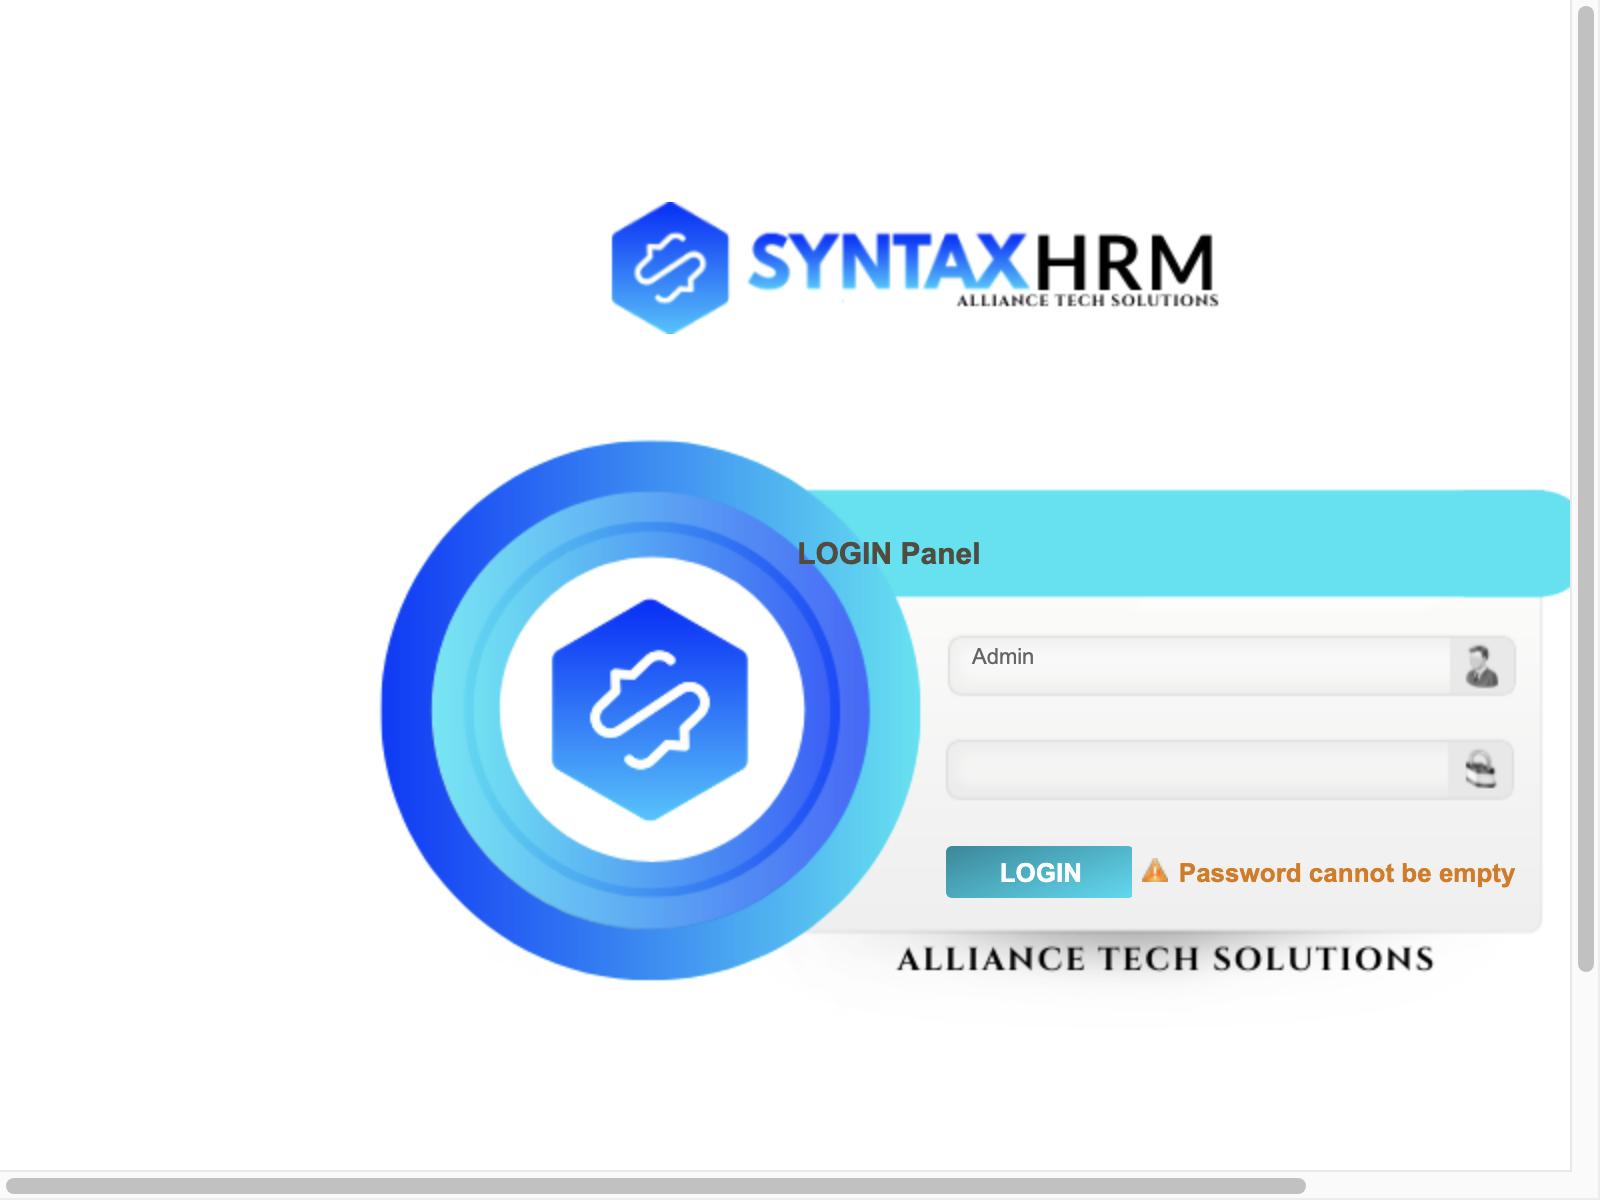 SYNTAXHRM
ALLIANCE TECH SOLUTIONS
LOGIN Panel
Admin
LOGIN Password cannot be empty
ALLIANCE TECH SOLUTIONS